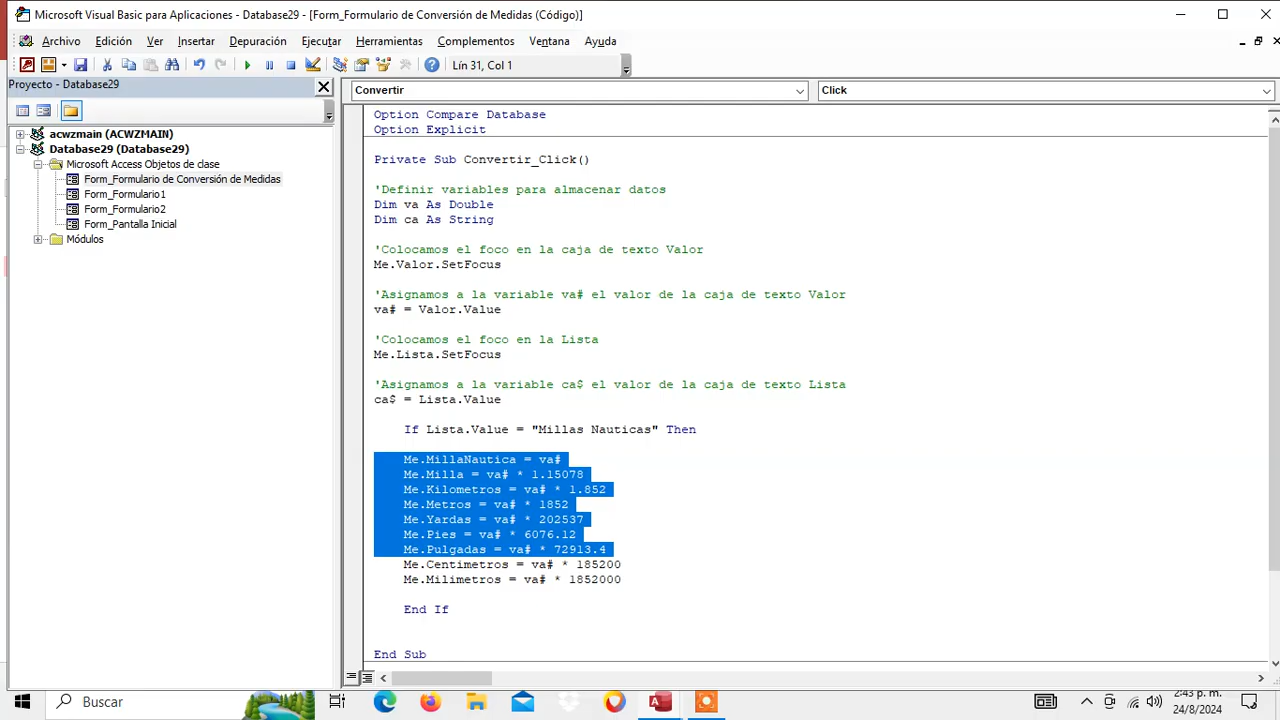 Microsoft Visual Basic para Aplicaciones - Database29 - [Form_Formulario de Conversión de Medidas (Código)]
Archivo Edición Ver Insertar Depuración Ejecutar Herramientas Complementos Ventana Ayuda
Lín 31, Col 1
Proyecto - Database29
Convertir
Click
acwzmain (ACWZMAIN)
Database29 (Database29)
Microsoft Access Objetos de clase
Form_Formulario de Conversión de Medidas
Form_Formulario1
Form_Formulario2
Form_Pantalla Inicial
Módulos
Option Compare Database
Option Explicit
Private Sub Convertir_Click()
'Definir variables para almacenar datos
Dim va As Double
Dim ca As String
'Colocamos el foco en la caja de texto Valor
Me.Valor.SetFocus
'Asignamos a la variable va# el valor de la caja de texto Valor
va# = Valor.Value
'Colocamos el foco en la Lista
Me.Lista.SetFocus
'Asignamos a la variable ca$ el valor de la caja de texto Lista
ca$ = Lista.Value
If Lista.Value = "Millas Nauticas" Then
Me.MillaNautica = va#
Me.Milla = va# * 1.15078
Me.Kilometros = va# * 1.852
Me.Metros = va# * 1852
Me.Yardas = va# * 202537
Me.Pies = va# * 6076.12
Me.Pulgadas = va# * 72913.4
Me.Centimetros = va# * 185200
Me.Milimetros = va# * 1852000
End If
End Sub
Buscar
2:43 p. m.
24/8/2024